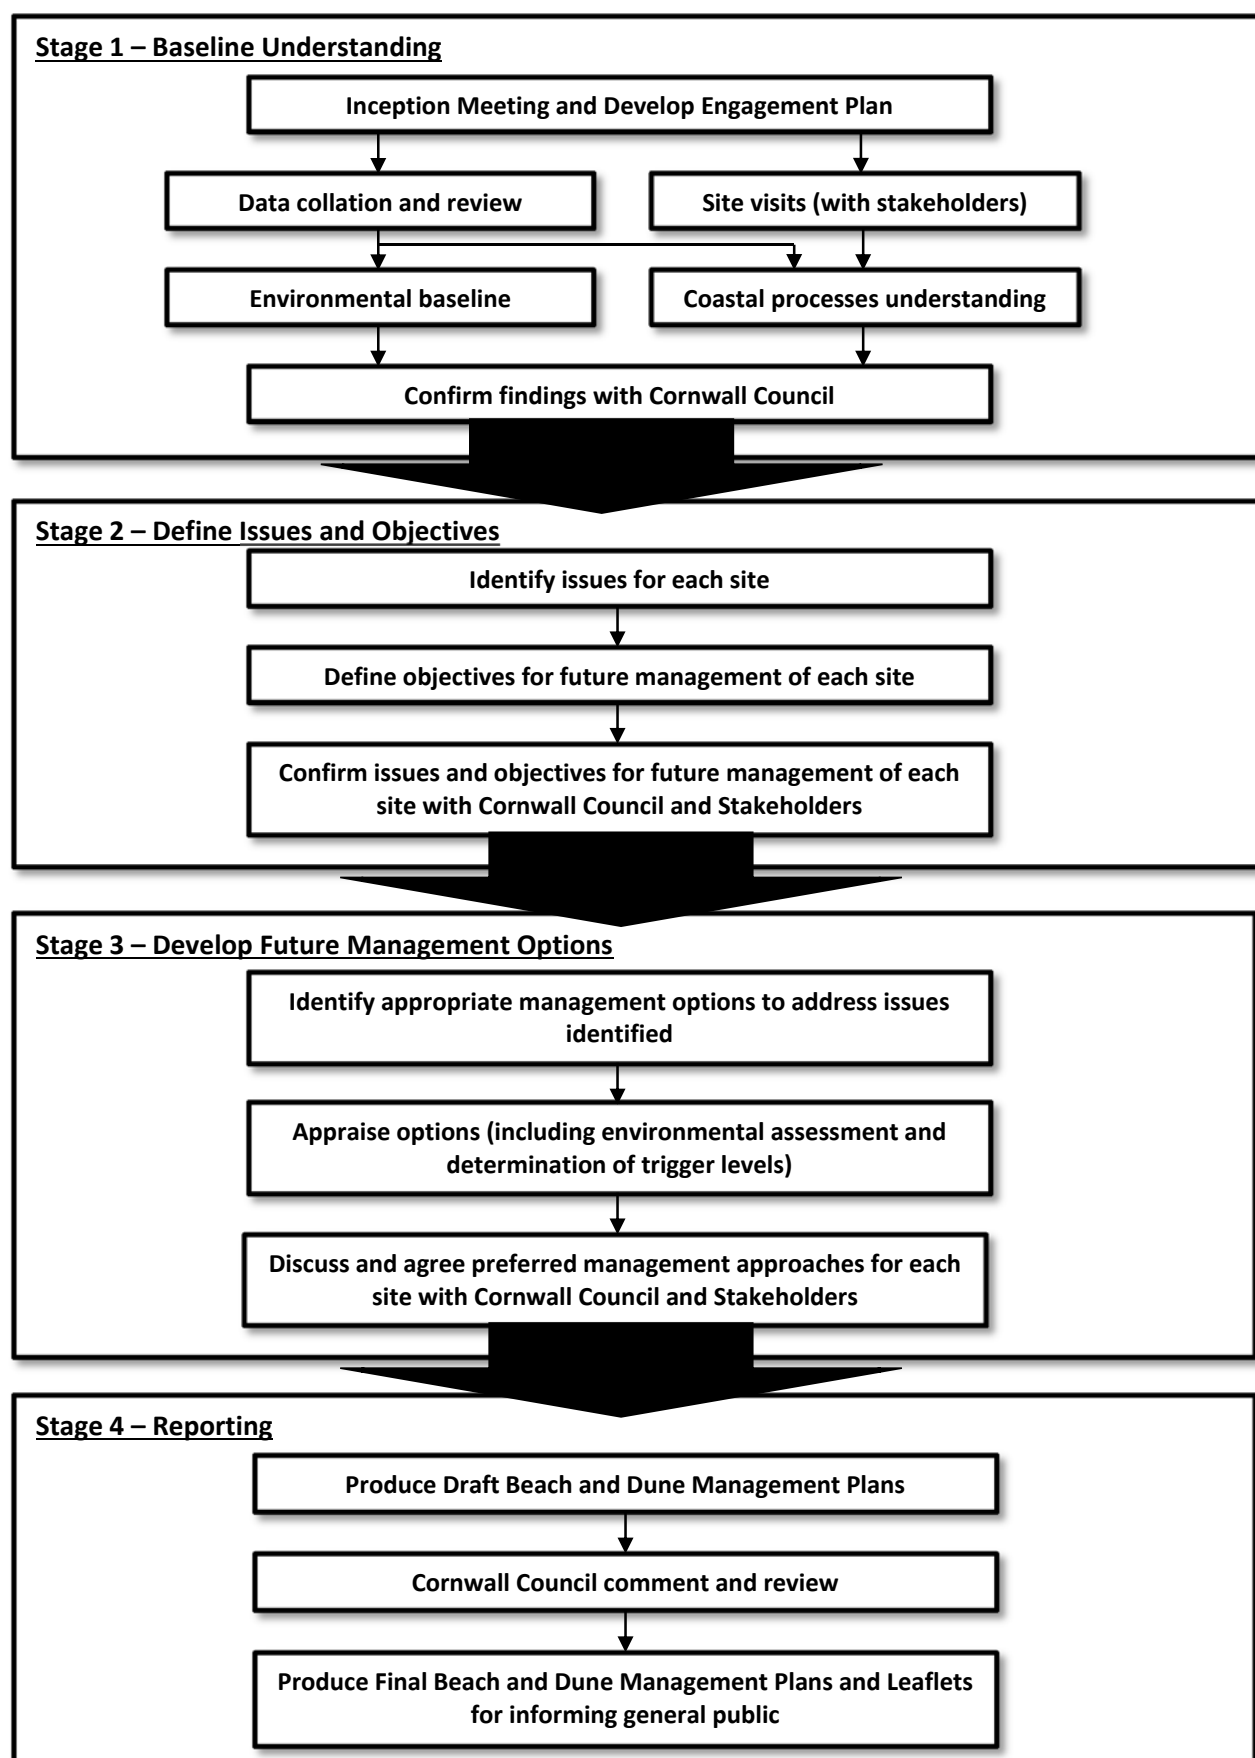 Stage 1 – Baseline Understanding
Inception Meeting and Develop Engagement Plan
Data collation and review
Site visits (with stakeholders)
Environmental baseline
Coastal processes understanding
Confirm findings with Cornwall Council
Stage 2 – Define Issues and Objectives
Identify issues for each site
Define objectives for future management of each site
Confirm issues and objectives for future management of each
site with Cornwall Council and Stakeholders
Stage 3 – Develop Future Management Options
Identify appropriate management options to address issues
identified
Appraise options (including environmental assessment and
determination of trigger levels)
Discuss and agree preferred management approaches for each
site with Cornwall Council and Stakeholders
Stage 4 – Reporting
Produce Draft Beach and Dune Management Plans
Cornwall Council comment and review
Produce Final Beach and Dune Management Plans and Leaflets
for informing general public